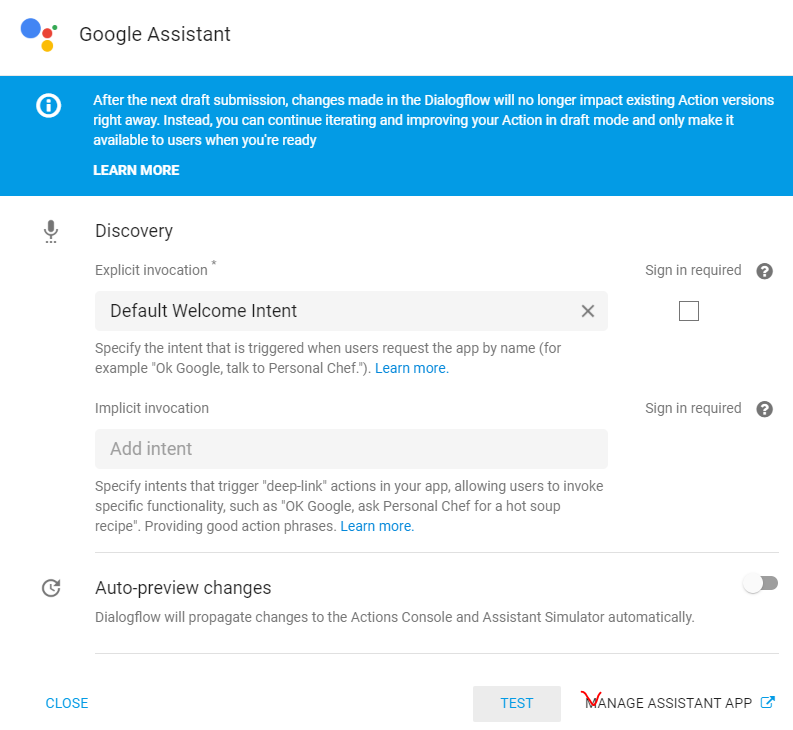 Google Assistant
After the next draft submission, changes made in the Dialogflow will no longer impact existing Action versions
right away. Instead, you can continue iterating and improving your Action in draft mode and only make it
available to users when you're ready
LEARN MORE
Discovery
Explicit invocation *
Sign in required
Default Welcome Intent
Specify the intent that is triggered when users request the app by name (for
example "Ok Google, talk to Personal Chef."). Learn more.
Implicit invocation
Sign in required
Add intent
Specify intents that trigger "deep-link" actions in your app, allowing users to invoke
specific functionality, such as "OK Google, ask Personal Chef for a hot soup
recipe". Providing good action phrases. Learn more.
Auto-preview changes
Dialogflow will propagate changes to the Actions Console and Assistant Simulator automatically.
CLOSE
TEST
MANAGE ASSISTANT APP